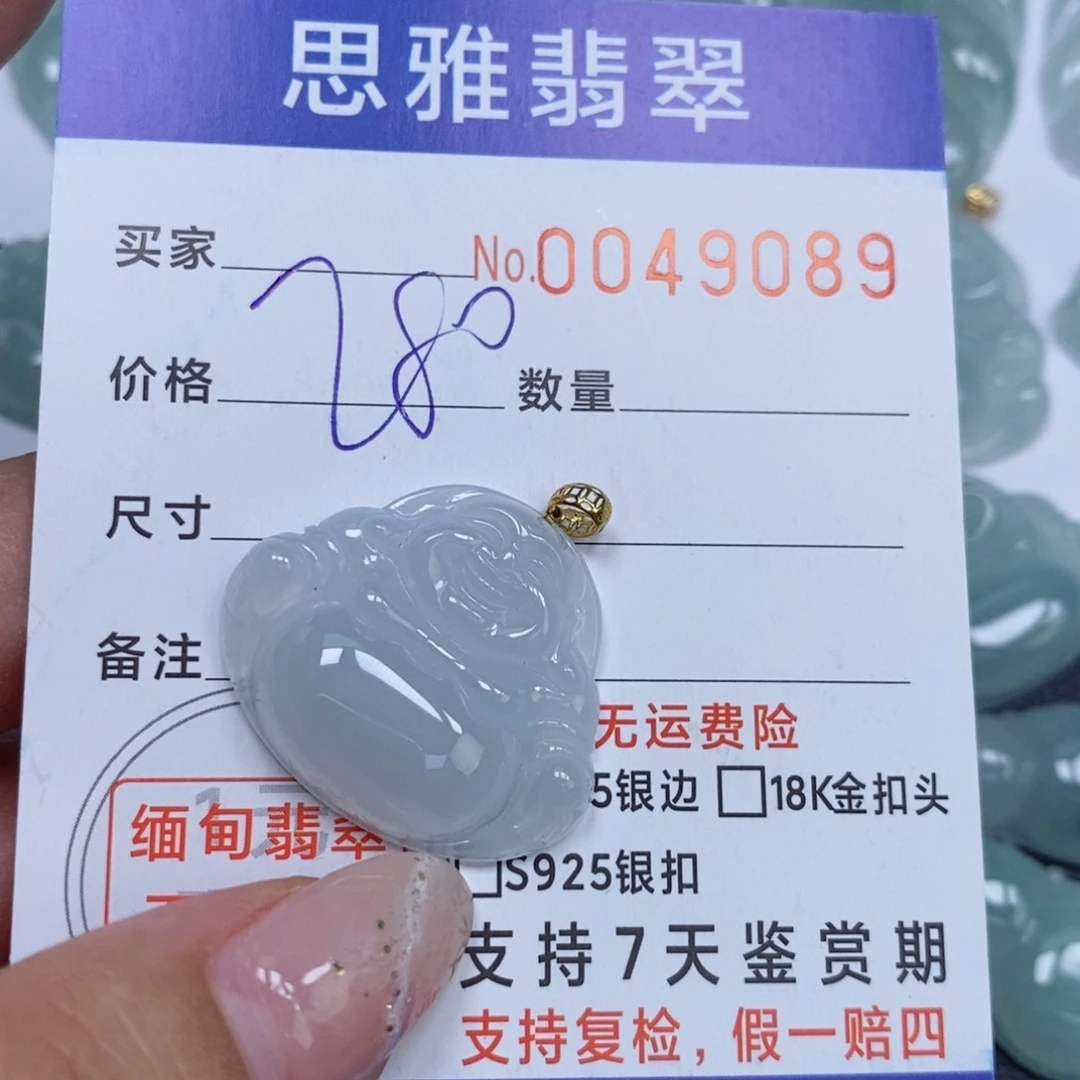 思雅翡翠
买家 No.0049089
价格 280 数量
尺寸
备注
无运费险
5银边 □18K金扣头
缅甸翡翠
□S925银扣
支持7天鉴赏期
支持复检，假一赔四